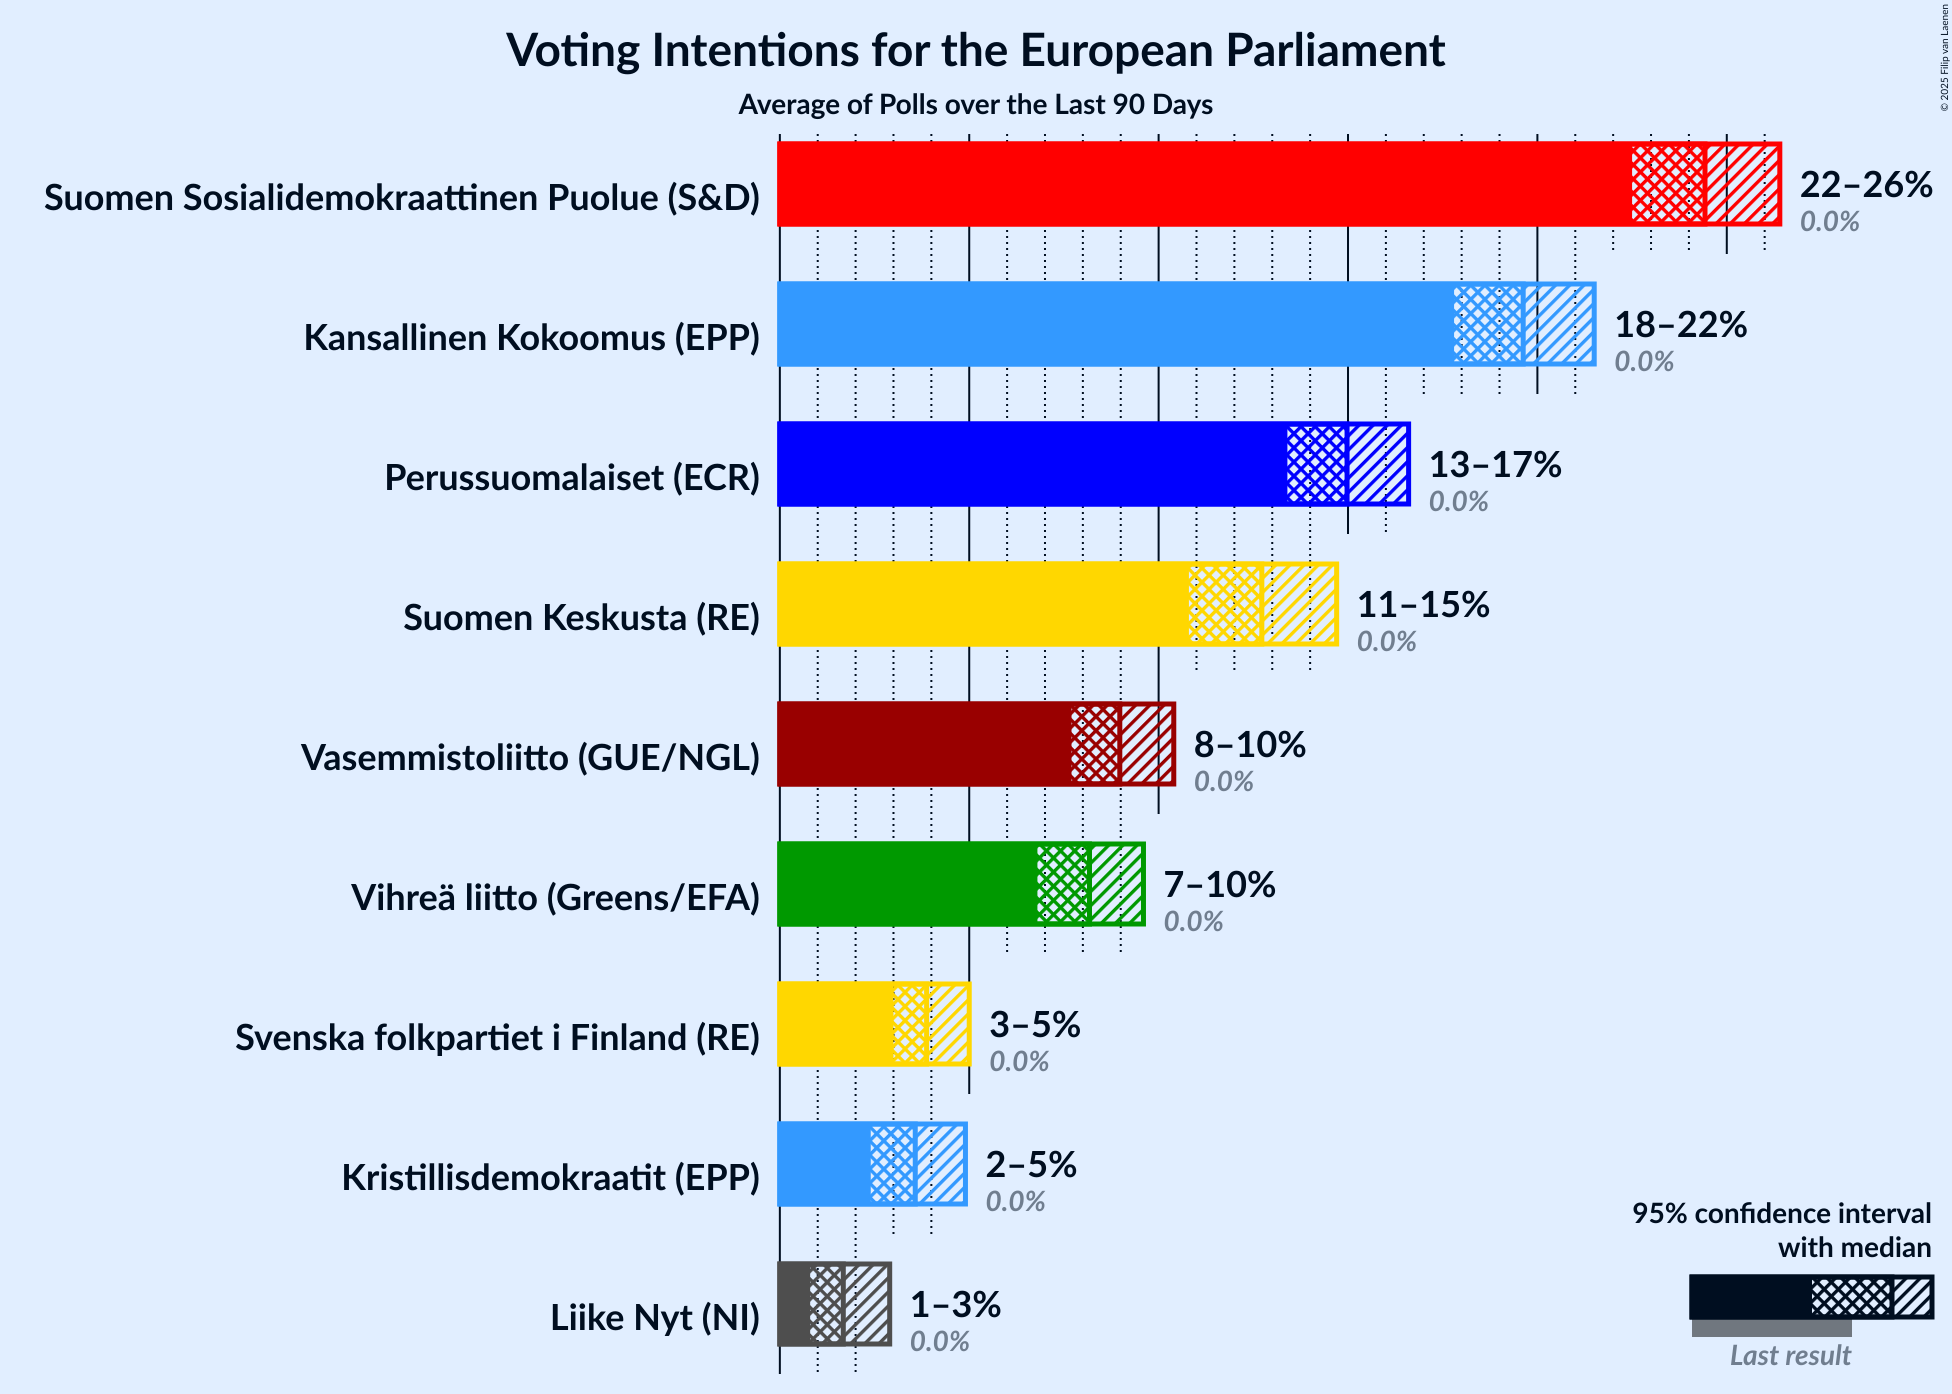 Voting Intentions for the European Parliament
Average of Polls over the Last 90 Days
© 2025 Filip van Laenen
Suomen Sosialidemokraattinen Puolue (S&D)
22–26%
0.0%
Kansallinen Kokoomus (EPP)
18–22%
0.0%
Perussuomalaiset (ECR)
13–17%
0.0%
Suomen Keskusta (RE)
11–15%
0.0%
Vasemmistoliitto (GUE/NGL)
8–10%
0.0%
Vihreä liitto (Greens/EFA)
7–10%
0.0%
Svenska folkpartiet i Finland (RE)
3–5%
0.0%
Kristillisdemokraatit (EPP)
2–5%
0.0%
Liike Nyt (NI)
1–3%
0.0%
95% confidence interval
with median
Last result